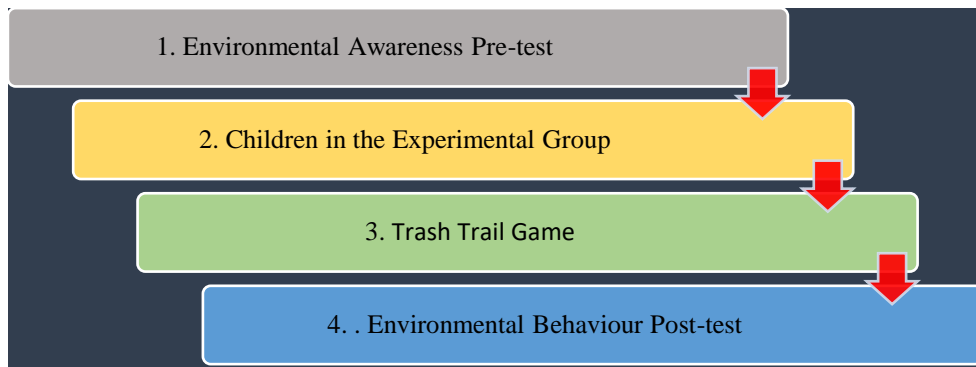 1. Environmental Awareness Pre-test
2. Children in the Experimental Group
3. Trash Trail Game
4. . Environmental Behaviour Post-test